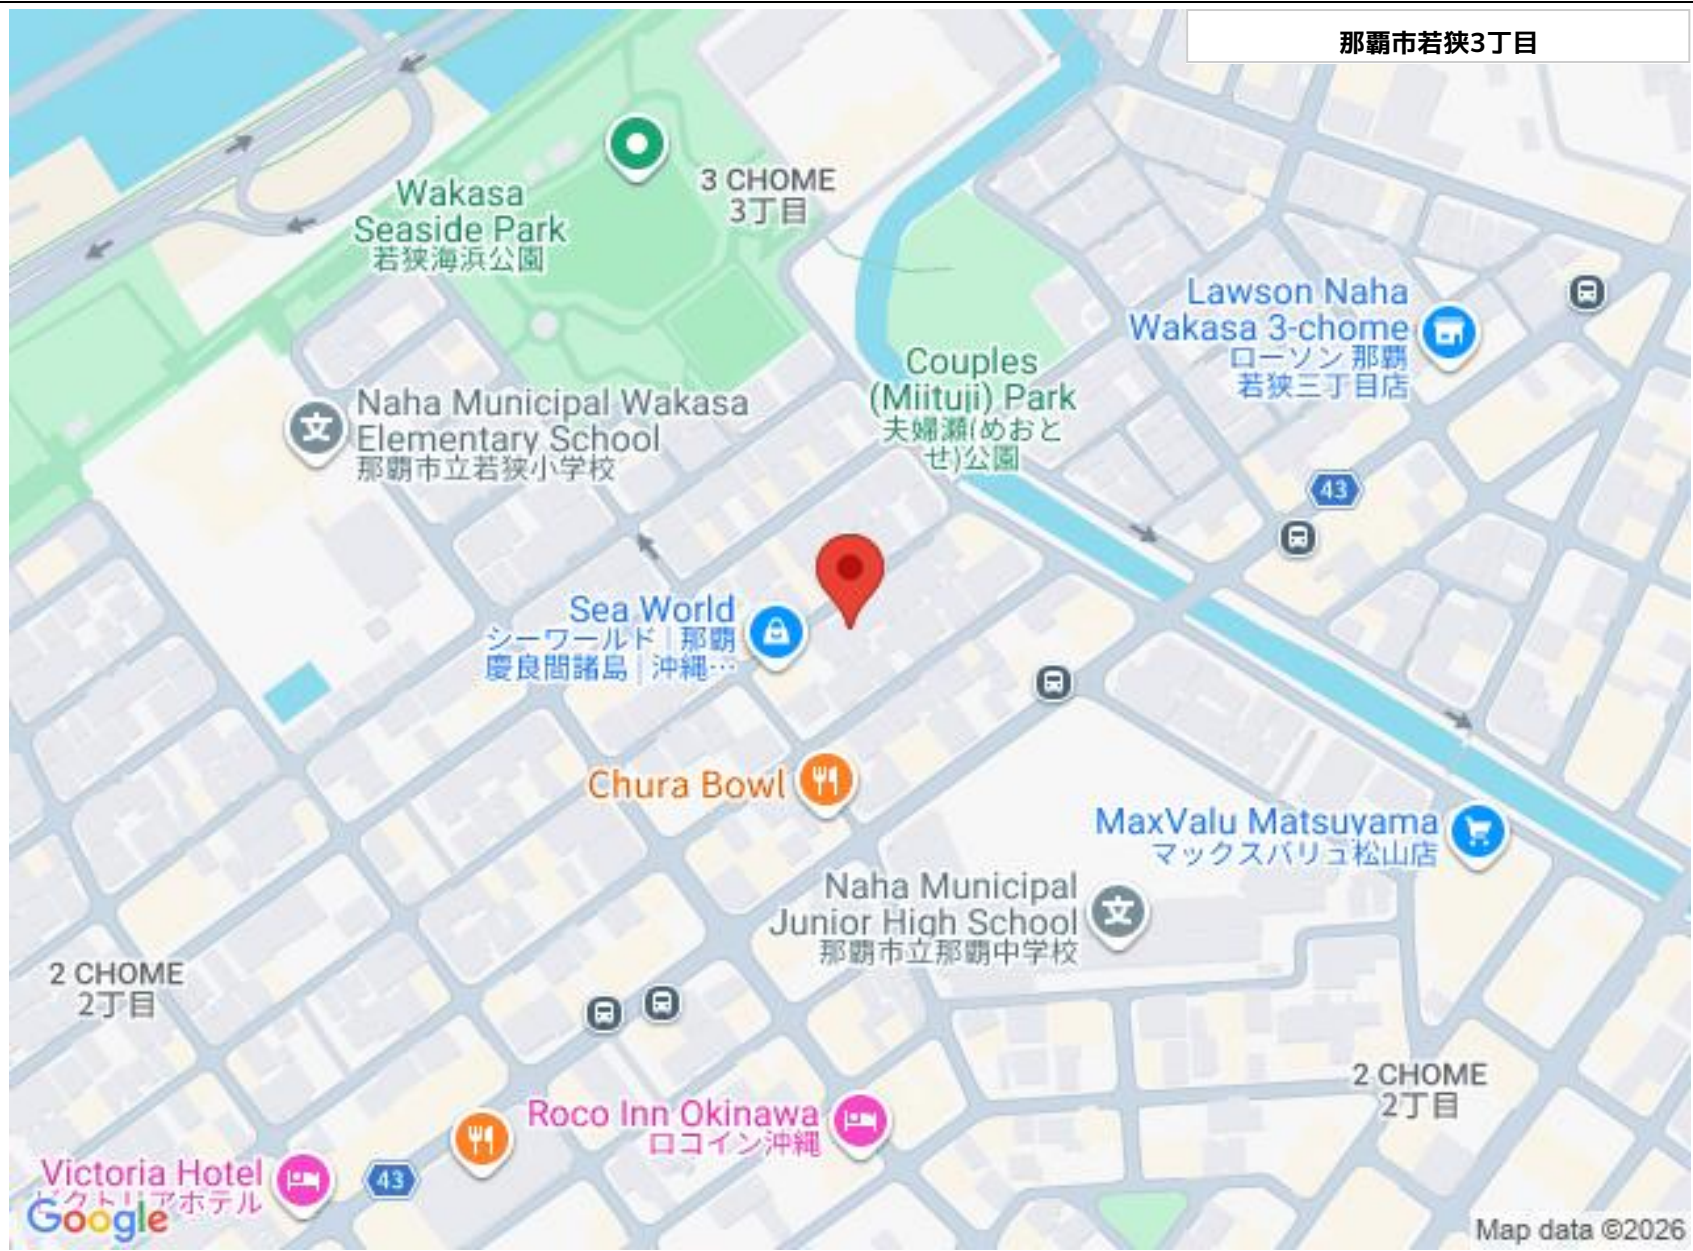 那覇市若狭3丁目
3 CHOME
3丁目
Wakasa
Seaside Park
若狭海浜公園
Lawson Naha
Wakasa 3-chome
ローソン 那覇
若狭三丁目店
Couples
(Miituji) Park
夫婦瀬(めおと
せ)公園
Naha Municipal Wakasa
Elementary School
那覇市立若狭小学校
43
Sea World
シーワールド | 那覇
慶良間諸島 | 沖縄…
Chura Bowl
MaxValu Matsuyama
マックスバリュ松山店
Naha Municipal
Junior High School
那覇市立那覇中学校
2 CHOME
2丁目
2 CHOME
2丁目
Roco Inn Okinawa
ロコイン沖縄
Victoria Hotel
ビクトリアホテル
43
Google
Map data ©2026
文
文